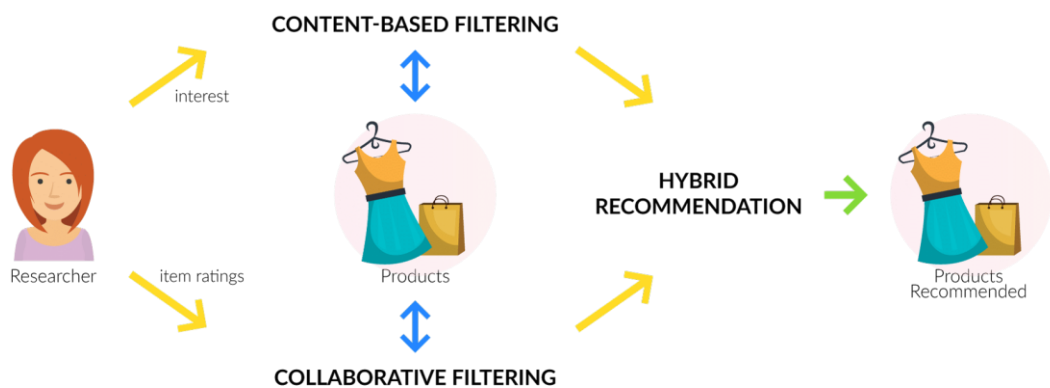 CONTENT-BASED FILTERING
interest
Researcher
item ratings
Products
COLLABORATIVE FILTERING
HYBRID
RECOMMENDATION
Products
Recommended